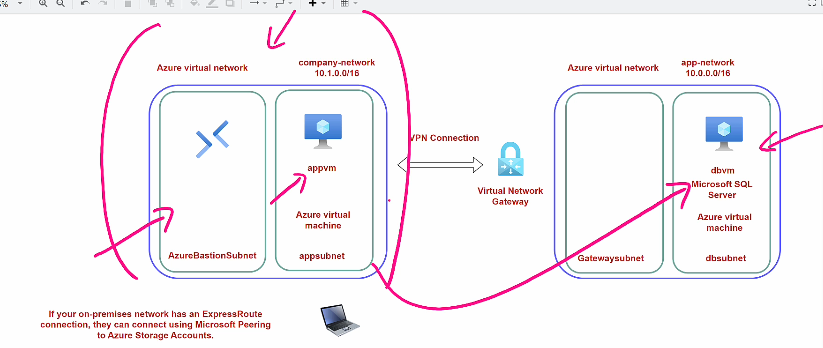 Azure virtual network
company-network
10.1.0.0/16
appvm
Azure virtual
machine
AzureBastionSubnet
appsubnet
VPN Connection
Virtual Network
Gateway
Azure virtual network
app-network
10.0.0.0/16
dbvm
Microsoft SQL
Server
Azure virtual
machine
Gatewaysubnet
dbsubnet
If your on-premises network has an ExpressRoute
connection, they can connect using Microsoft Peering
to Azure Storage Accounts.